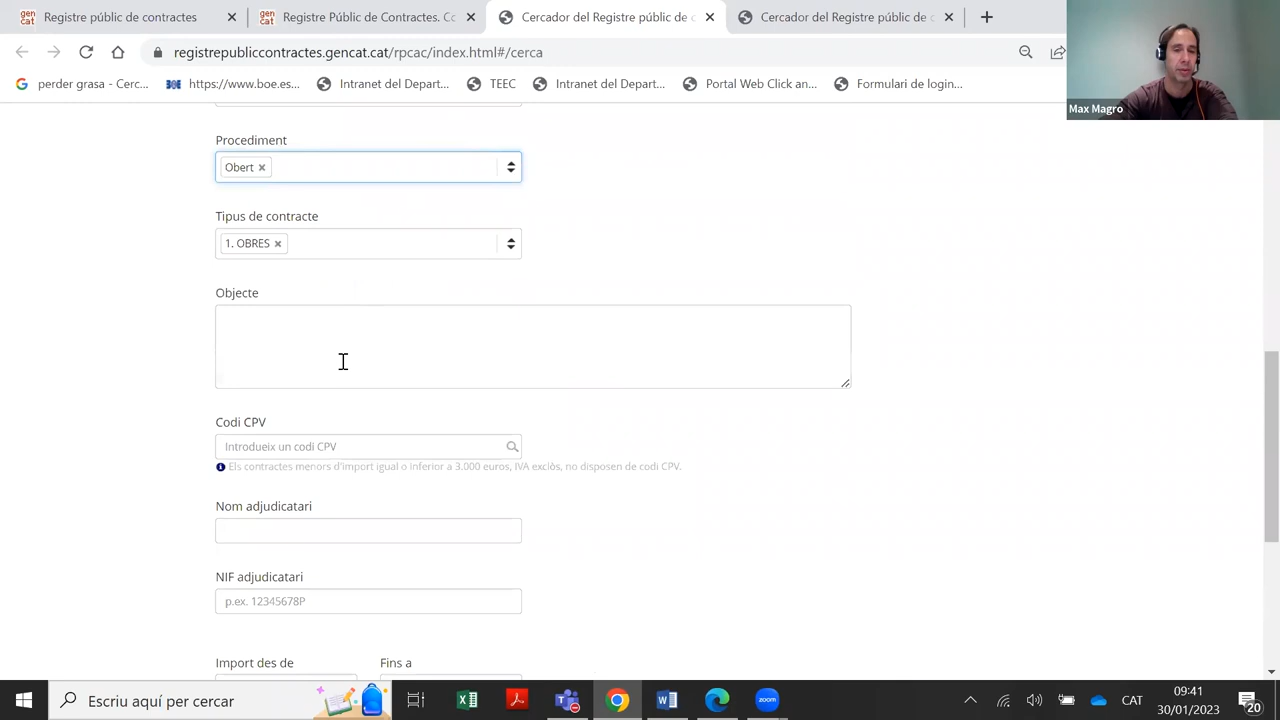 Registre públic de contractes
Registre Públic de Contractes. Co
Cercador del Registre públic de c
Cercador del Registre públic de c
registrepubliccontractes.gencat.cat/rpcac/index.html#/cerca
perder grasa - Cerc...
https://www.boe.es...
Intranet del Depart...
TEEC
Intranet del Depart...
Portal Web Click an...
Formulari de login...
Max Magro
Procediment
Obert
Tipus de contracte
1. OBRES
Objecte
Codi CPV
Introdueix un codi CPV
Els contractes menors d'import igual o inferior a 3.000 euros, IVA exclòs, no disposen de codi CPV.
Nom adjudicatari
NIF adjudicatari
p.ex. 12345678P
Import des de
Fins a
Escriu aquí per cercar
CAT
09:41
30/01/2023
20